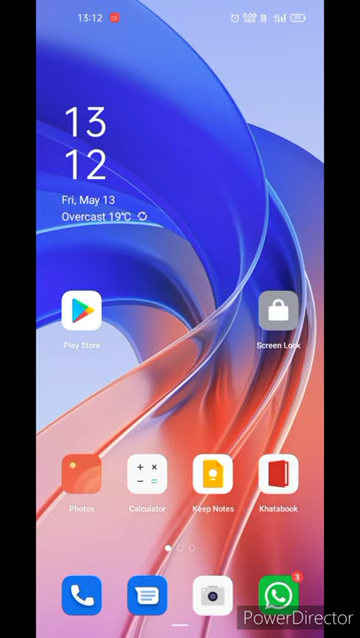 13:12
13
12
Fri, May 13
Overcast 19°C
Play Store
Screen Lock
Photos
Calculator
Keep Notes
Khatabook
3
PowerDirector